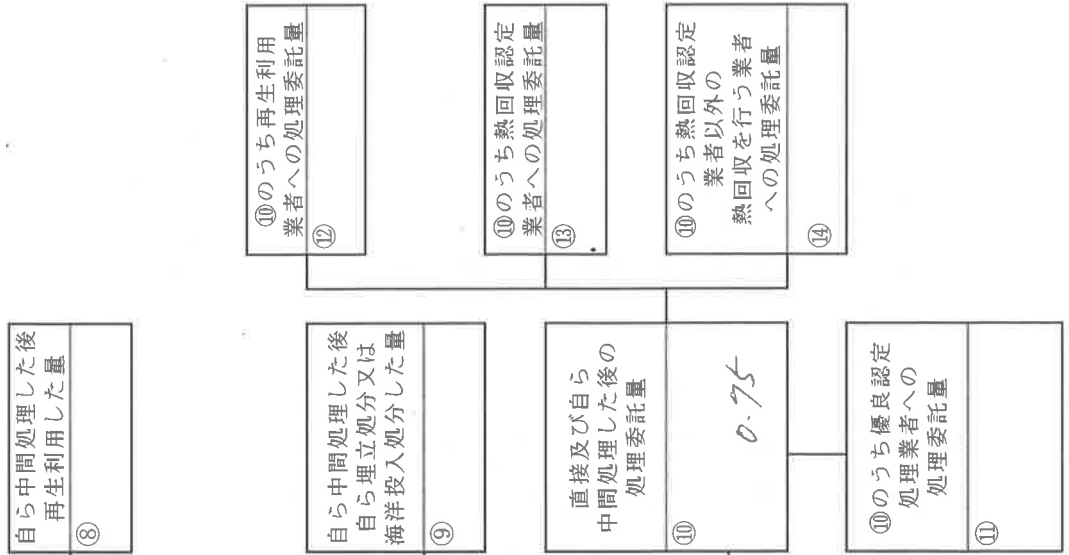 自ら中間処理した後
再生利用した量
⑧
自ら中間処理した後
自ら埋立処分又は
海洋投入処分した量
⑨
直接及び自ら
中間処理した後の
処理委託量
⑩
0.75
⑩のうち優良認定
処理業者への
処理委託量
⑪
⑩のうち再生利用
業者への処理委託量
⑫
⑩のうち熱回収認定
業者への処理委託量
⑬
⑩のうち熱回収認定
業者以外の
熱回収を行う業者
への処理委託量
⑭